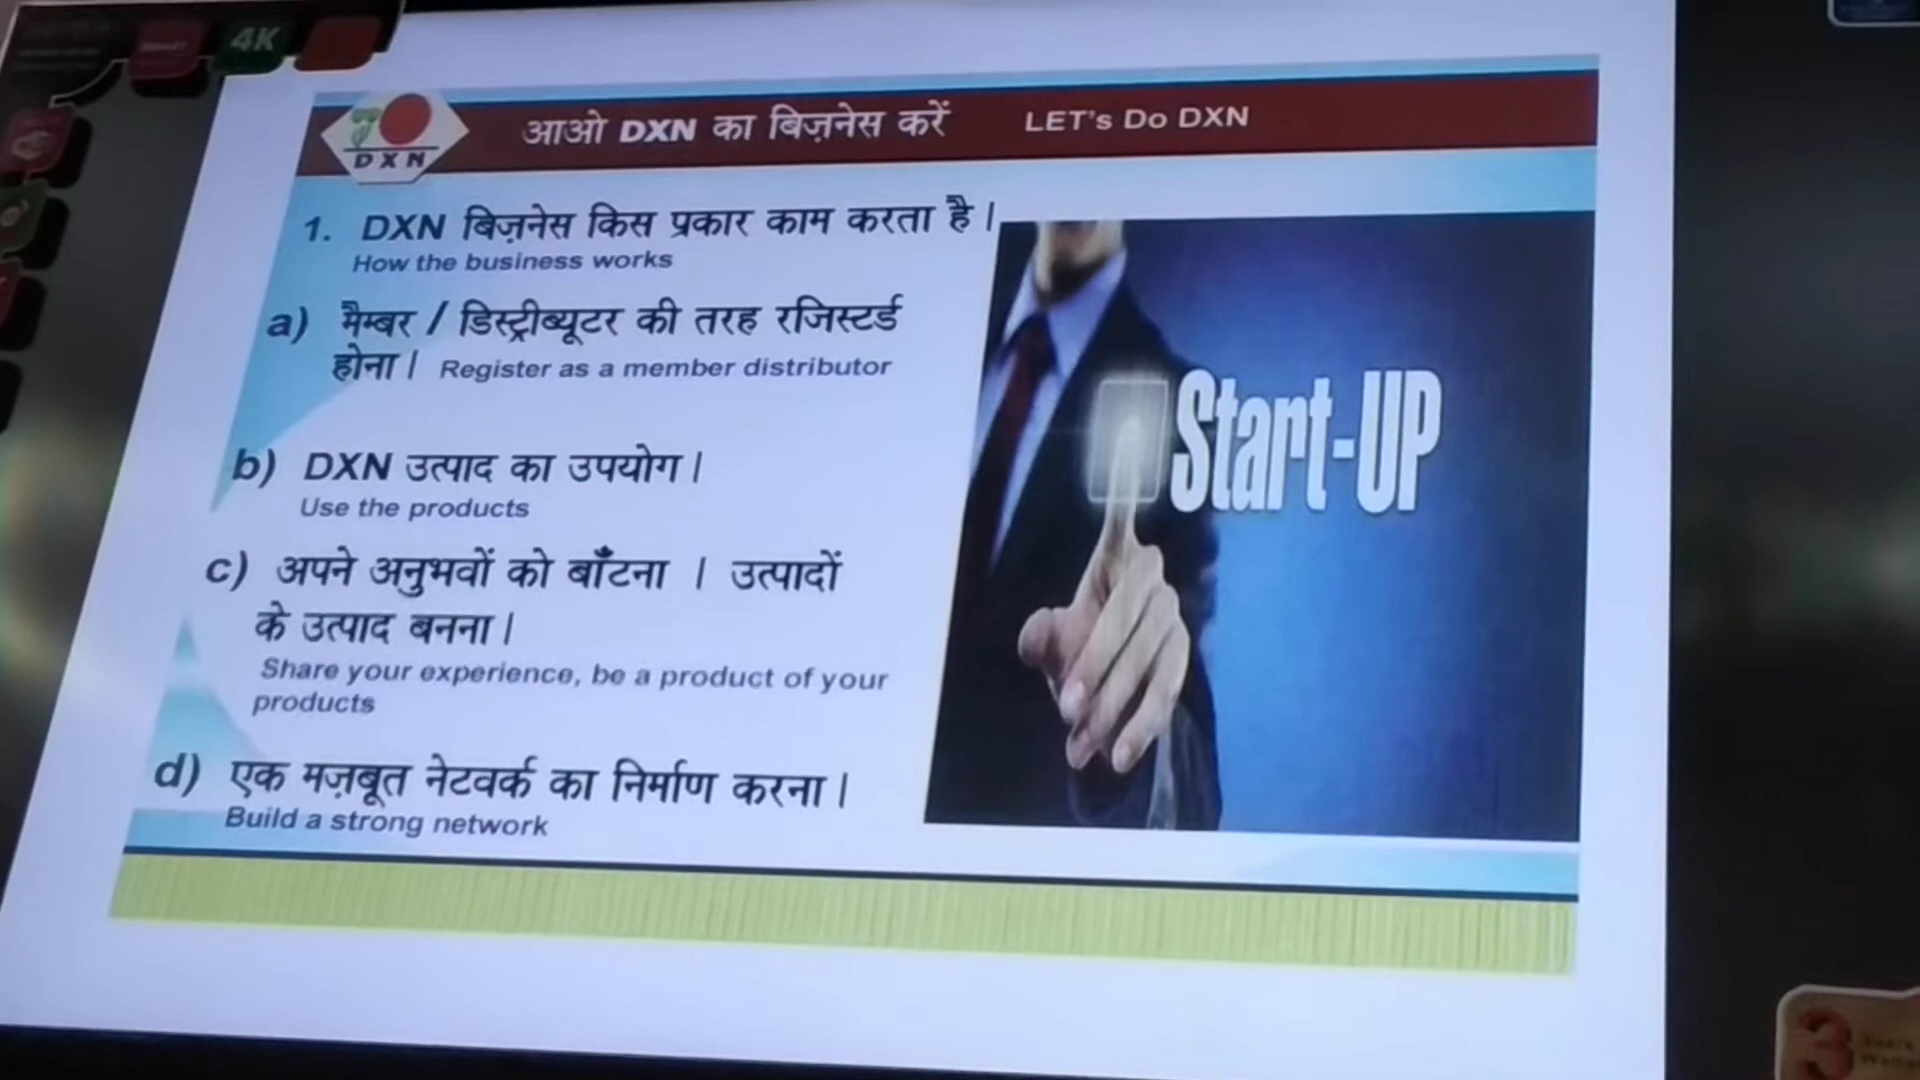 4K
DXN
आओ DXN का बिज़नेस करें LET's Do DXN
1. DXN बिज़नेस किस प्रकार काम करता है।
How the business works
a) मैम्बर / डिस्ट्रीब्यूटर की तरह रजिस्टर्ड
होना। Register as a member distributor
b) DXN उत्पाद का उपयोग।
Use the products
c) अपने अनुभवों को बाँटना । उत्पादों
के उत्पाद बनना।
Share your experience, be a product of your
products
d) एक मज़बूत नेटवर्क का निर्माण करना।
Build a strong network
Start-UP
3